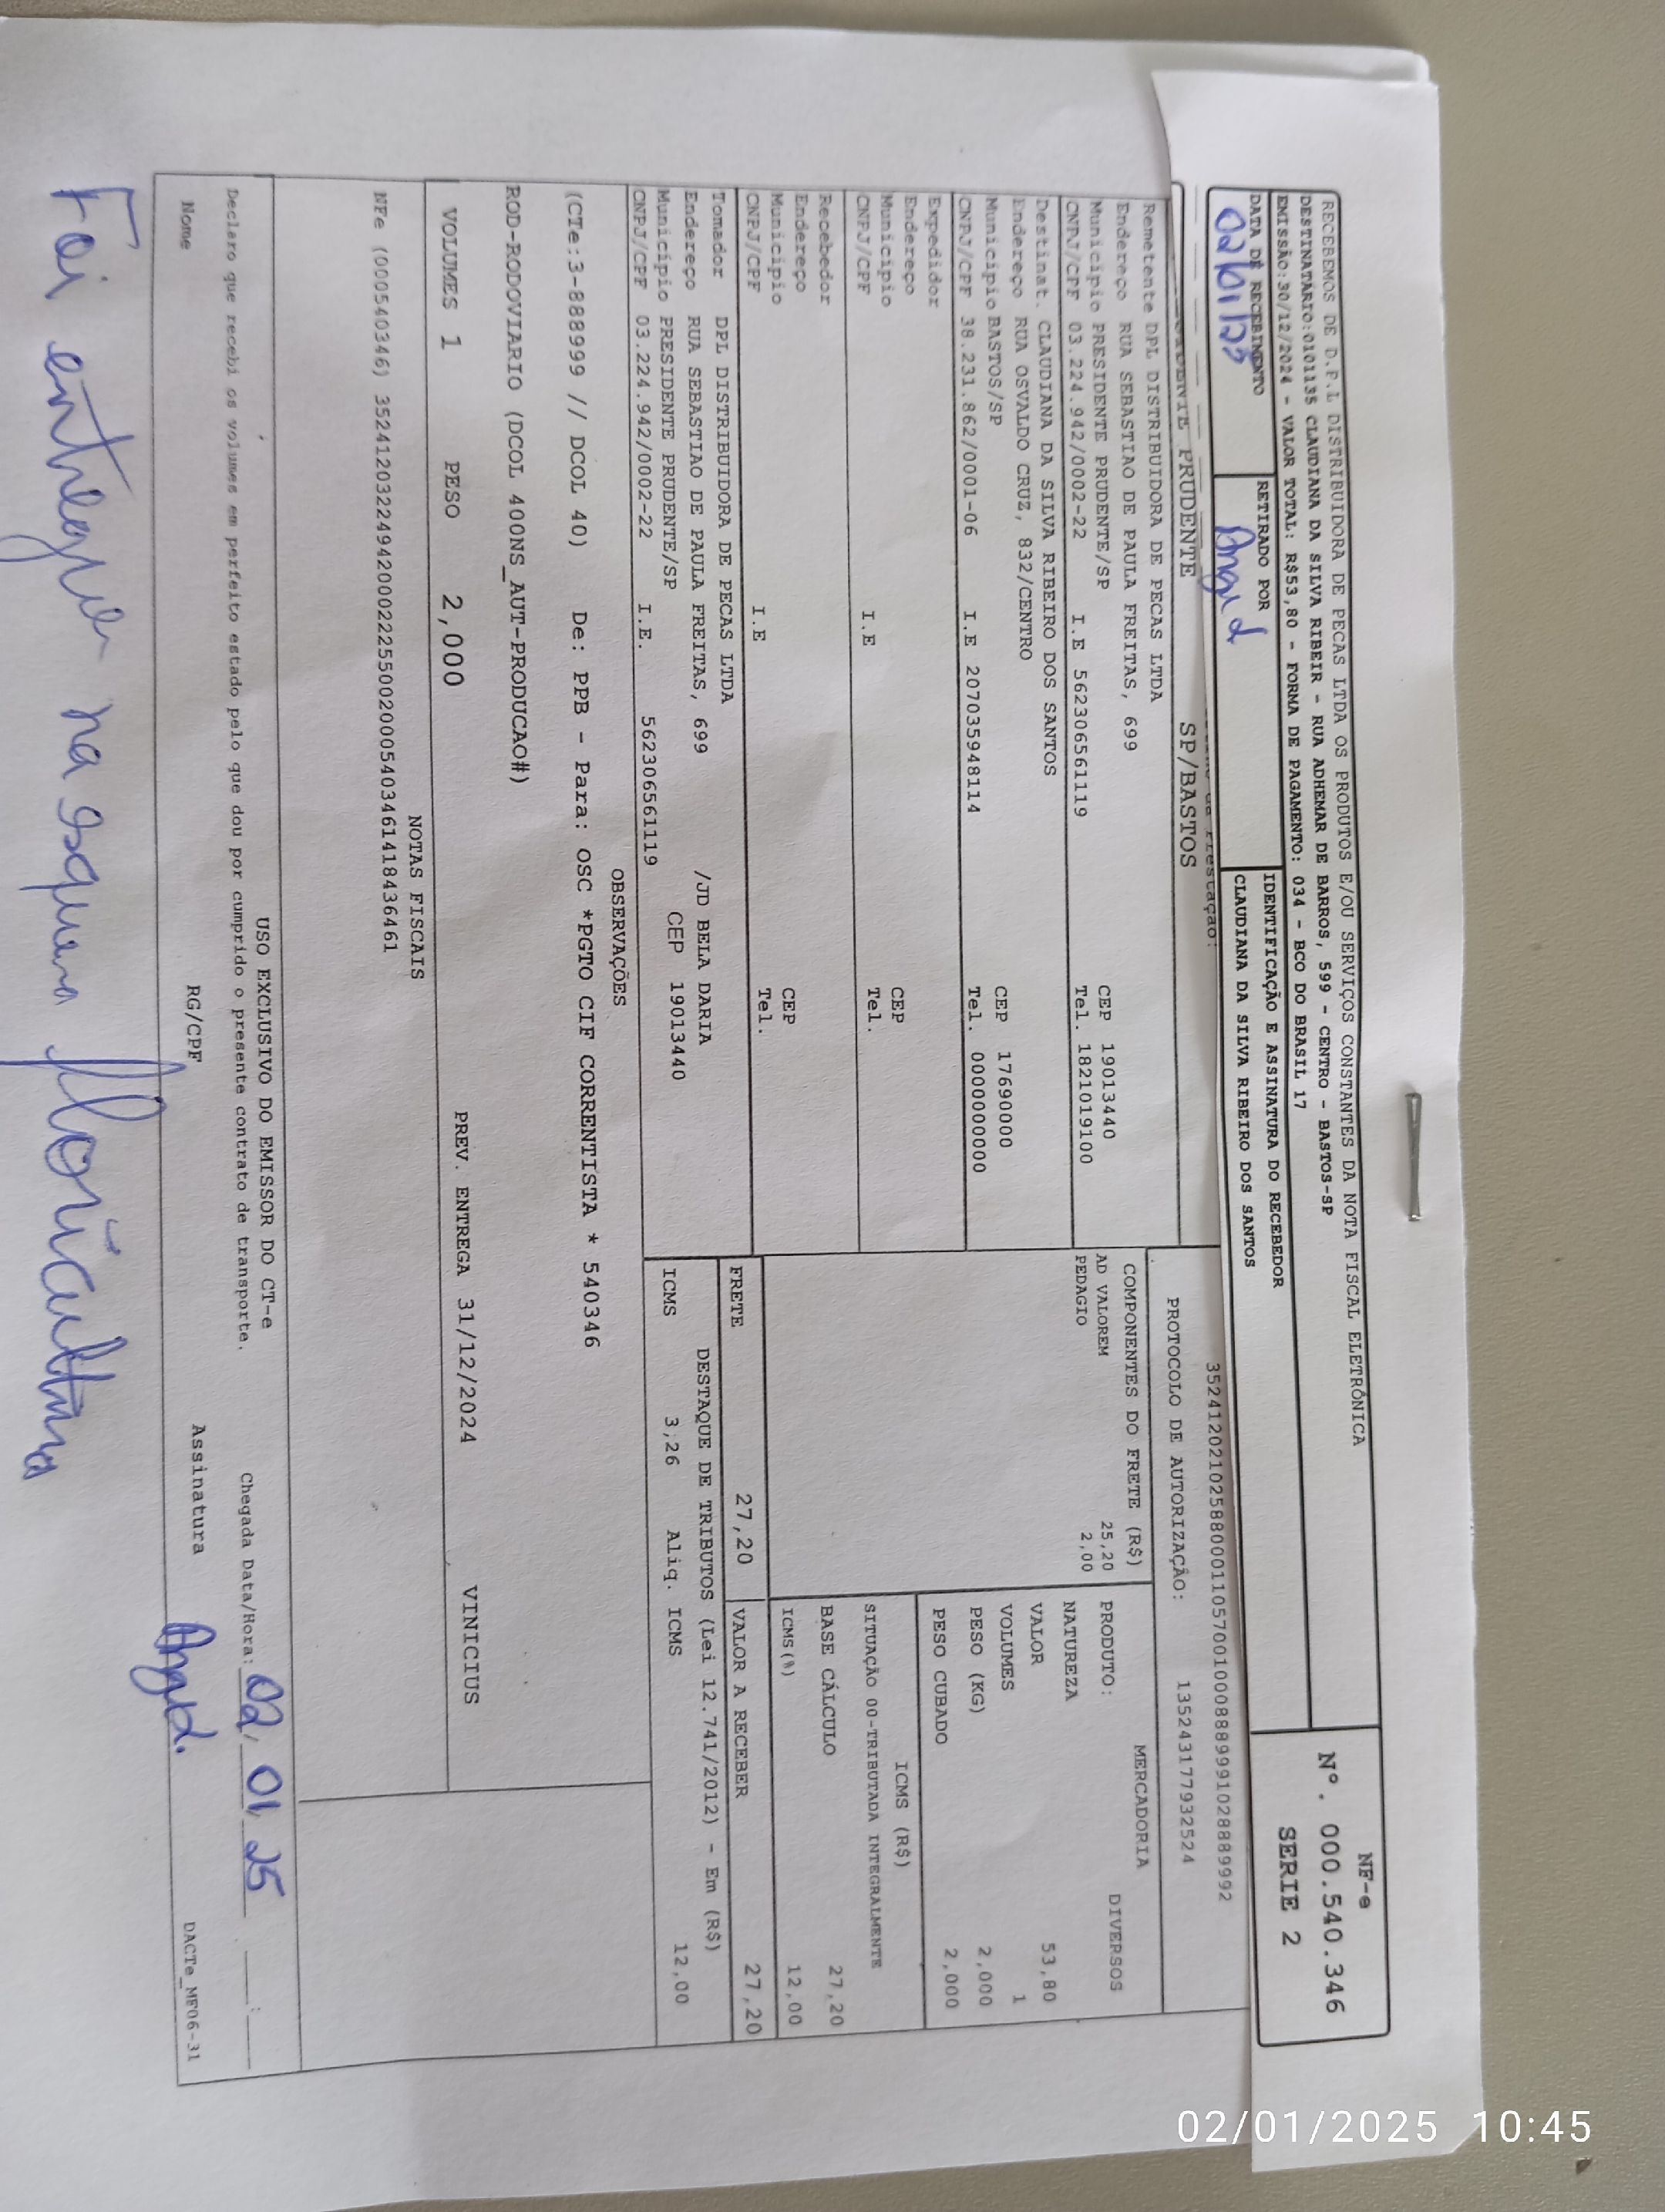 RECEBEMOS DE D.P.L DISTRIBUIDORA DE PECAS LTDA OS PRODUTOS E/OU SERVIÇOS CONSTANTES DA NOTA FISCAL ELETRÔNICA
DESTINATÁRIO:0101135 CLAUDIANA DA SILVA RIBEIR - RUA ADHEMAR DE BARROS, 599 - CENTRO - BASTOS-SP
EMISSÃO:30/12/2024 - VALOR TOTAL: R$53,80 - FORMA DE PAGAMENTO: 034 - BCO DO BRASIL 17
NF-e
Nº. 000.540.346
SERIE 2
DATA DE RECEBIMENTO
RETIRADO POR
IDENTIFICAÇÃO E ASSINATURA DO RECEBEDOR
CLAUDIANA DA SILVA RIBEIRO DOS SANTOS
PRUDENTE SP/BASTOS
PROTOCOLO DE AUTORIZAÇÃO: 135243177932524
Remetente DPL DISTRIBUIDORA DE PECAS LTDA
Endereço RUA SEBASTIAO DE PAULA FREITAS, 699
Município PRESIDENTE PRUDENTE/SP CEP 19013440
CNPJ/CPF 03.224.942/0002-22 I.E 562306561119 Tel. 1821019100
Destinat. CLAUDIANA DA SILVA RIBEIRO DOS SANTOS
Endereço RUA OSVALDO CRUZ, 832/CENTRO
Município BASTOS/SP CEP 17690000
CNPJ/CPF 38.231.862/0001-06 I.E 207035948114 Tel. 0000000000
Expedidor
Endereço
Município CEP
CNPJ/CPF I.E Tel.
Recebedor
Endereço
Município CEP
CNPJ/CPF I.E Tel.
Tomador DPL DISTRIBUIDORA DE PECAS LTDA
Endereço RUA SEBASTIAO DE PAULA FREITAS, 699 /JD BELA DARIA
Município PRESIDENTE PRUDENTE/SP CEP 19013440
CNPJ/CPF 03.224.942/0002-22 I.E. 562306561119
COMPONENTES DO FRETE (R$)
AD VALOREM 25,20
PEDAGIO 2,00
MERCADORIA
PRODUTO: DIVERSOS
NATUREZA
VALOR 53,80
VOLUMES 1
PESO (KG) 2,000
PESO CUBADO 2,000
ICMS (R$)
SITUAÇÃO 00-TRIBUTADA INTEGRALMENTE
BASE CÁLCULO 27,20
ICMS(%) 12,00
FRETE 27,20 VALOR A RECEBER 27,20
DESTAQUE DE TRIBUTOS (Lei 12.741/2012) - Em (R$)
ICMS 3,26 Aliq. ICMS 12,00
OBSERVAÇÕES
(CTe:3-888999 // DCOL 40) De: PPB - Para: OSC *PGTO CIF CORRENTISTA * 540346
ROD-RODOVIARIO (DCOL 400NS_AUT-PRODUCAO#)
VOLUMES 1 PESO 2,000 PREV. ENTREGA 31/12/2024 VINICIUS
NOTAS FISCAIS
NFe (000540346) 35241203224942000222550020005403461418436461
USO EXCLUSIVO DO EMISSOR DO CT-e
Declaro que recebi os volumes em perfeito estado pelo que dou por cumprido o presente contrato de transporte. Chegada Data/Hora: 02/01/25
Nome RG/CPF Assinatura DACTe_MF06-31
Foi entregue na esquina floricultura
02/01/2025 10:45